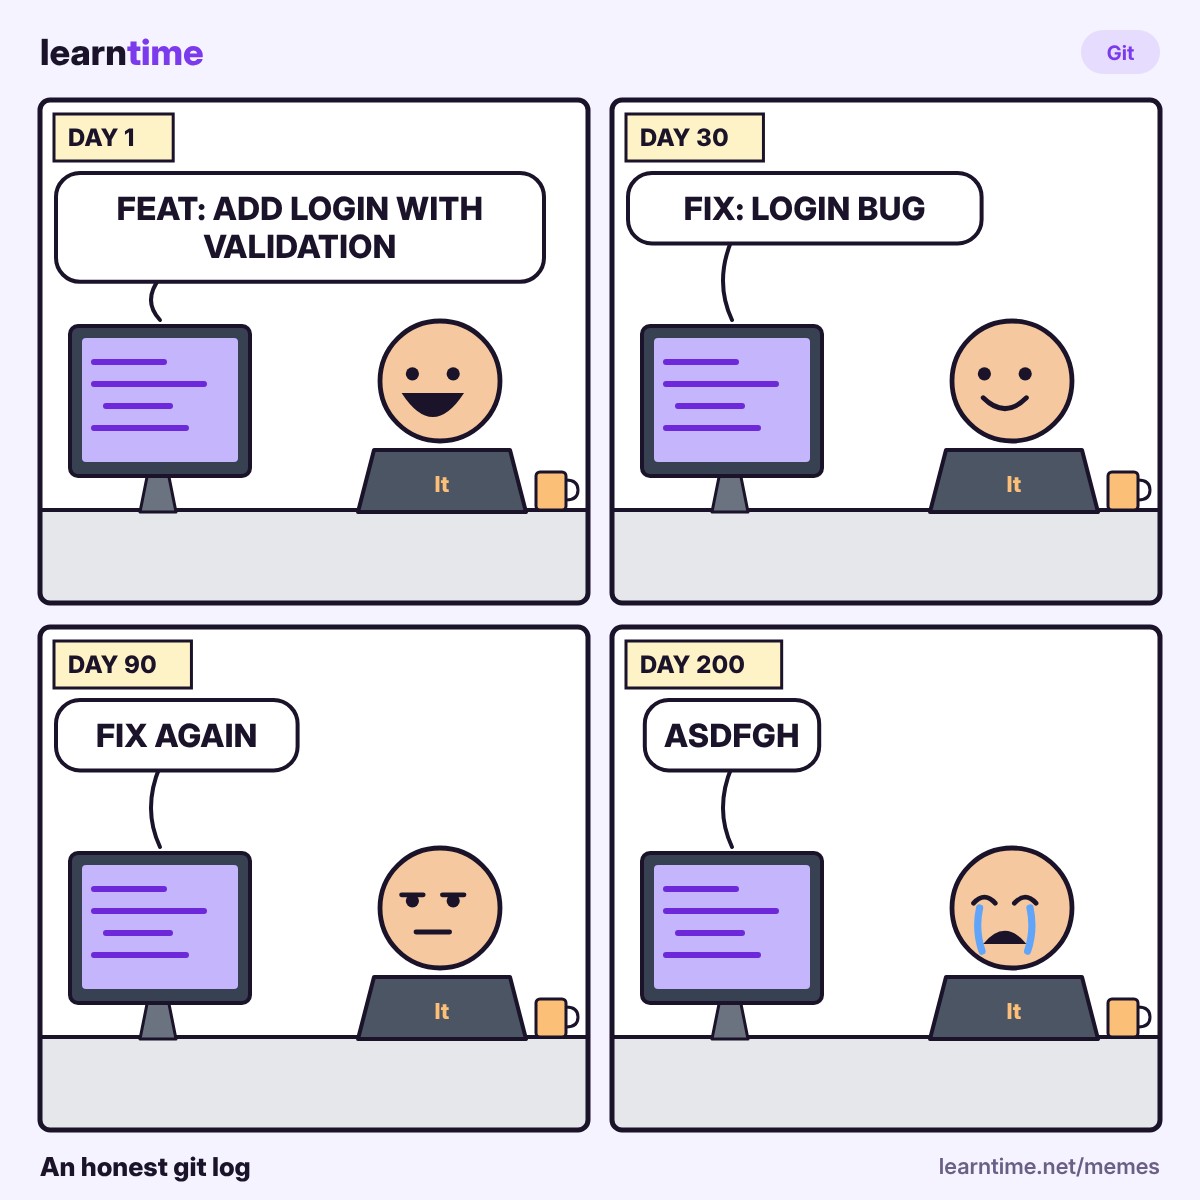 learntime
Git
DAY 1
FEAT: ADD LOGIN WITH
VALIDATION
lt
DAY 30
FIX: LOGIN BUG
lt
DAY 90
FIX AGAIN
lt
DAY 200
ASDFGH
lt
An honest git log
learntime.net/memes